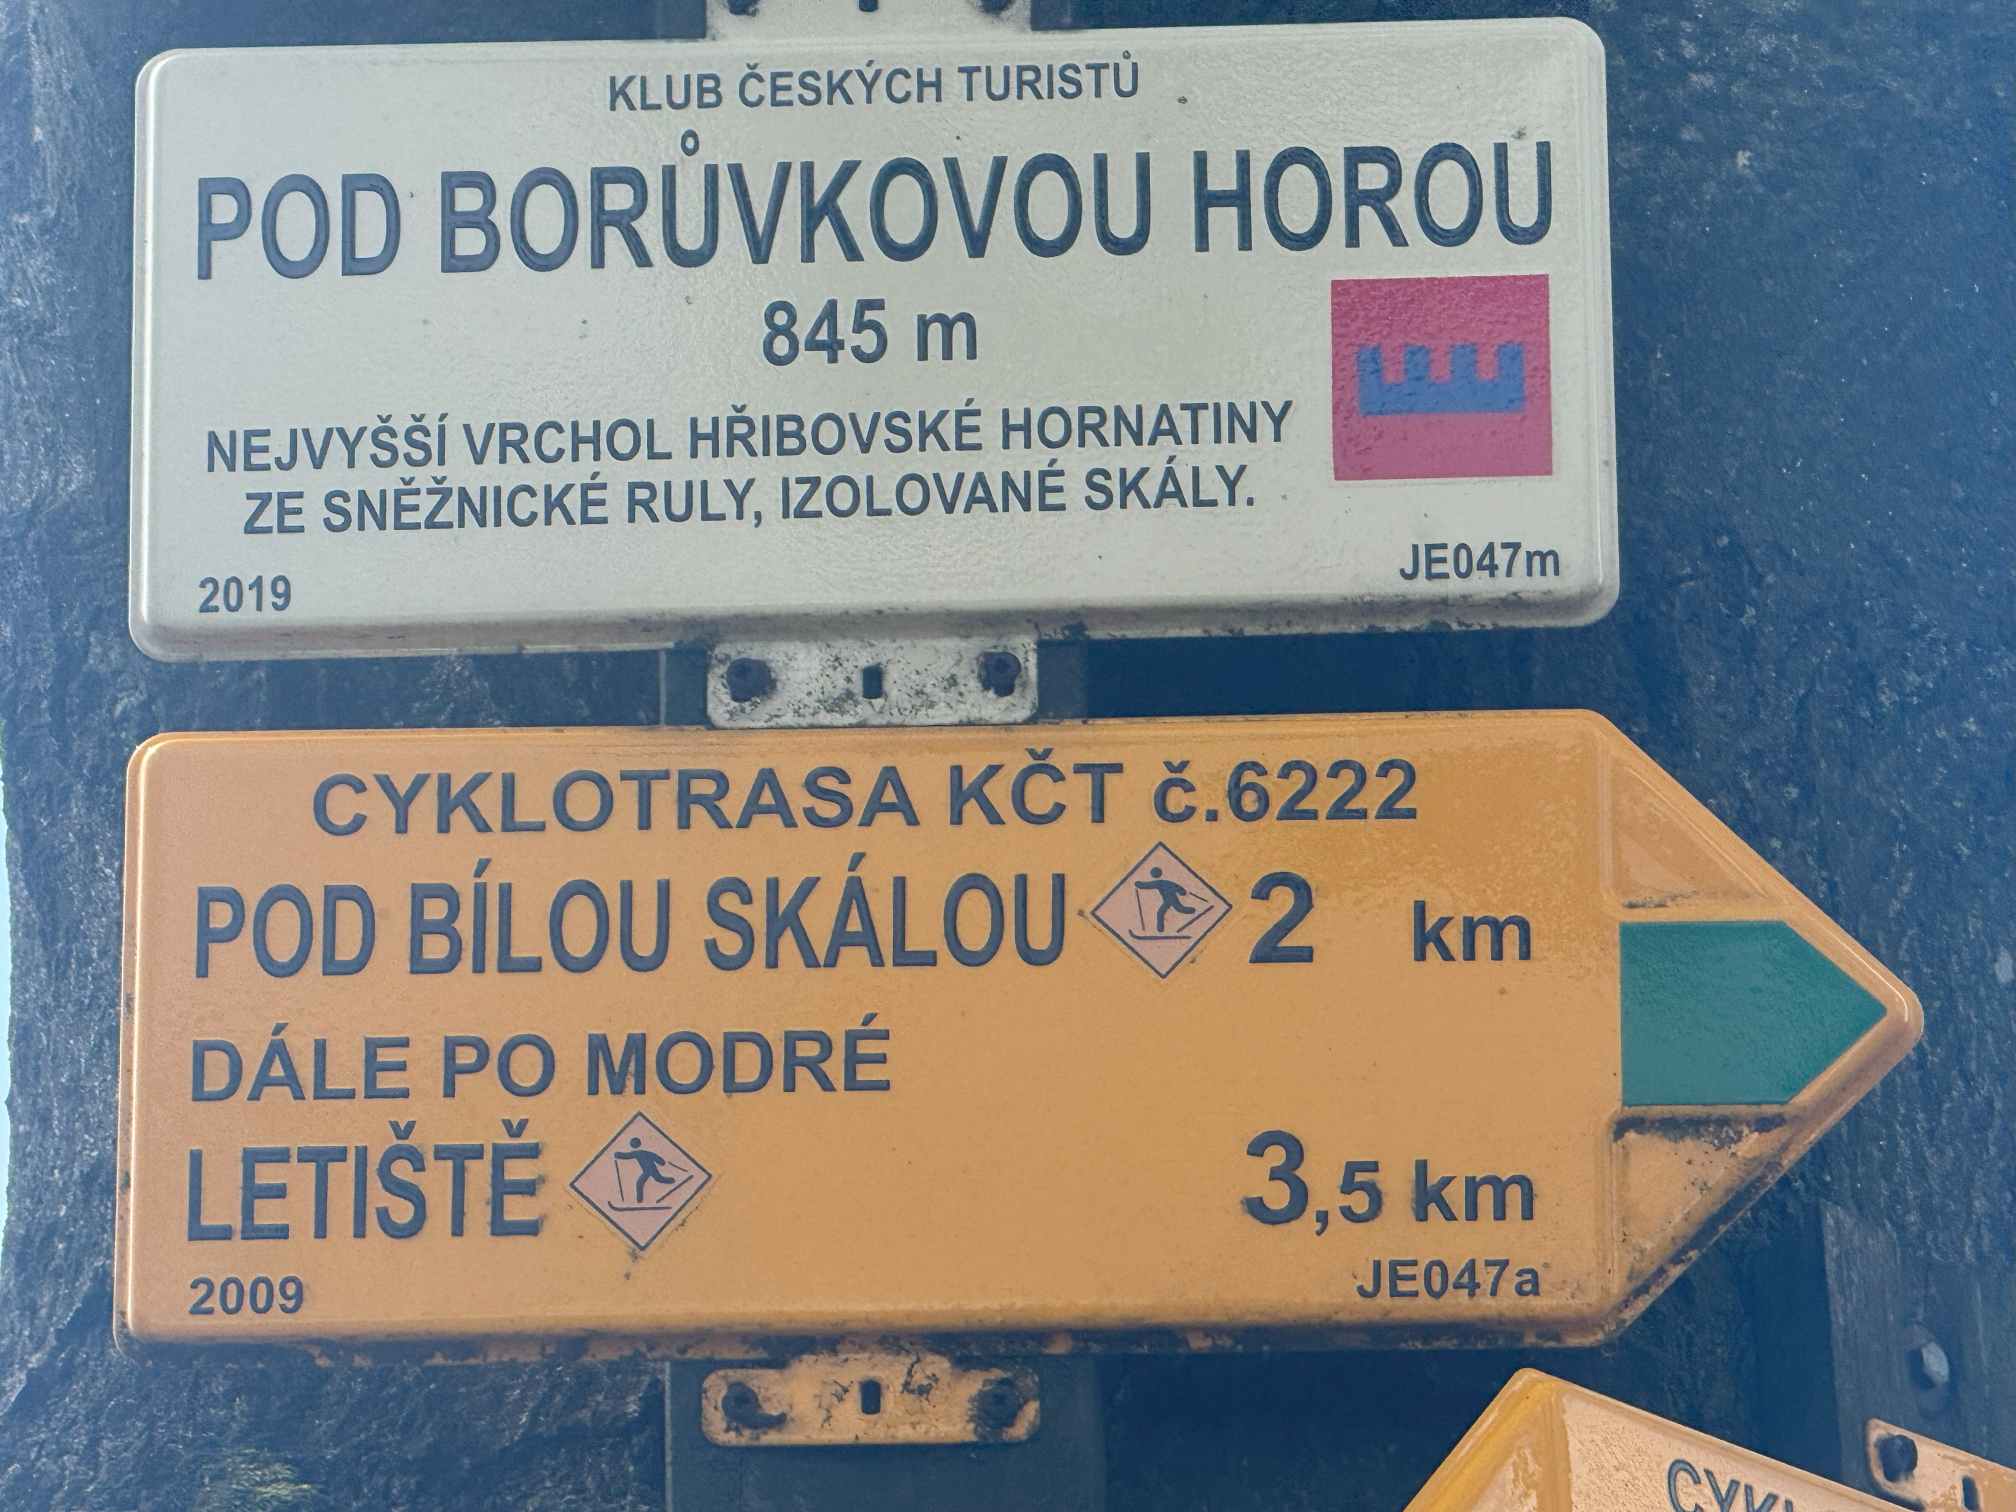 KLUB ČESKÝCH TURISTŮ
POD BORŮVKOVOU HOROU
845 m
NEJVYŠŠÍ VRCHOL HŘIBOVSKÉ HORNATINY
ZE SNĚŽNICKÉ RULY, IZOLOVANÉ SKÁLY.
2019 JE047m
CYKLOTRASA KČT č.6222
POD BÍLOU SKÁLOU 2 km
DÁLE PO MODRÉ
LETIŠTĚ 3,5 km
2009 JE047a